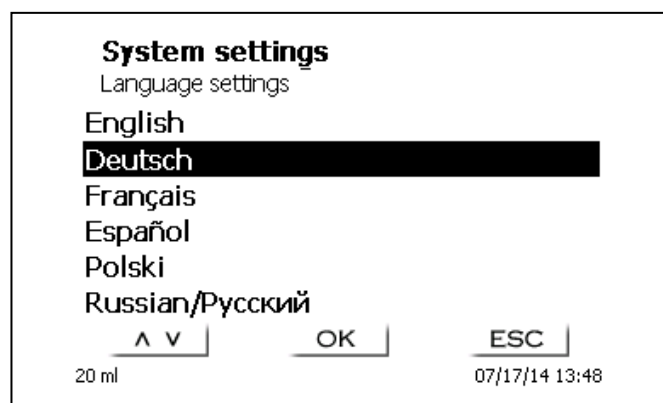 System settings
Language settings
English
Deutsch
Français
Español
Polski
Russian/Русский
∧ ∨ OK ESC
20 ml 07/17/14 13:48